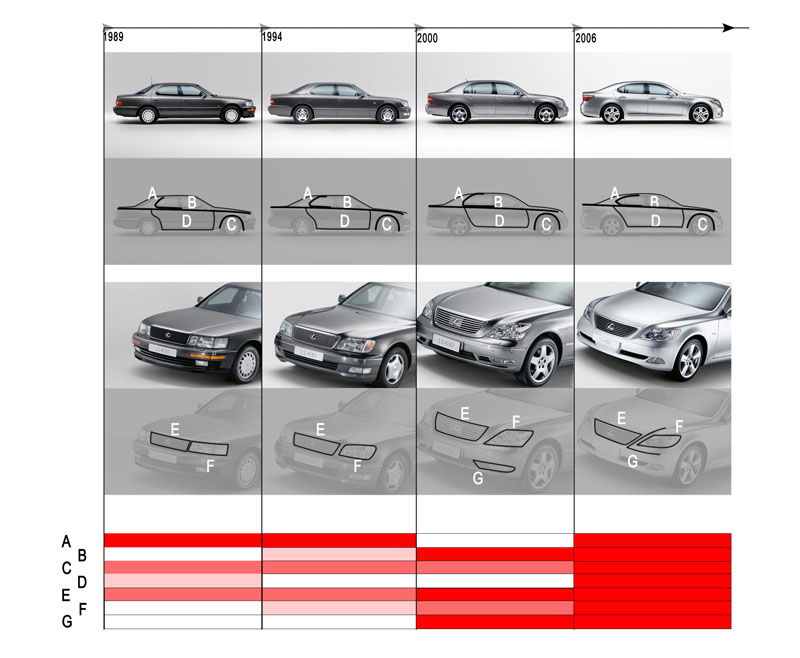 1989 1994 2000 2006
A B D C
A B D C
A B D C
A B D C
E F
E F
E F G
E F G
A
B
C
D
E
F
G